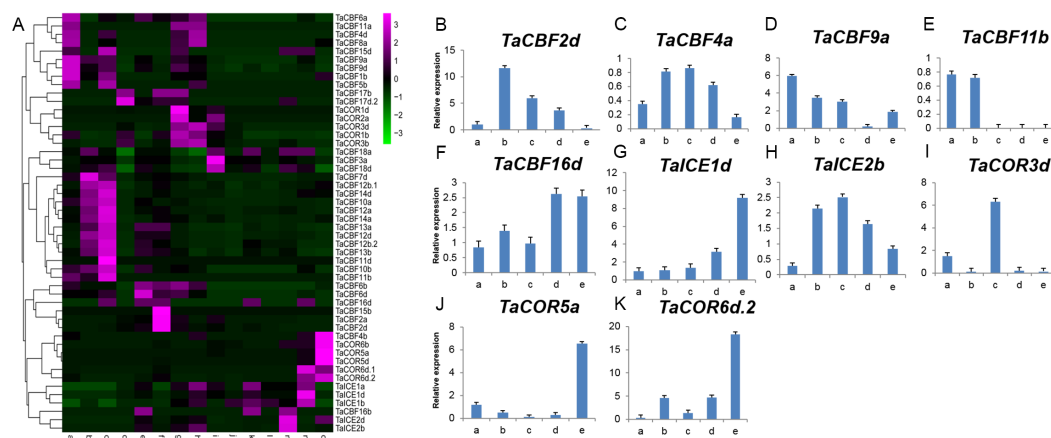 A
TaCBF6a
TaCBF11a
TaCBF4d
TaCBF8a
TaCBF15d
TaCBF9a
TaCBF9d
TaCBF1b
TaCBF5b
TaCBF17b
TaCBF17d.2
TaCOR1d
TaCOR2a
TaCOR3d
TaCOR1b
TaCOR3b
TaCBF18a
TaCBF3a
TaCBF18d
TaCBF7d
TaCBF12b.1
TaCBF14d
TaCBF10a
TaCBF12a
TaCBF14a
TaCBF13a
TaCBF12d
TaCBF12b.2
TaCBF13b
TaCBF11d
TaCBF10b
TaCBF11b
TaCBF6b
TaCBF6d
TaCBF16d
TaCBF15b
TaCBF2a
TaCBF2d
TaCBF4b
TaCOR6b
TaCOR5a
TaCOR5d
TaCOR6d.1
TaCOR6d.2
TaICE1a
TaICE1d
TaICE1b
TaCBF16b
TaICE2d
TaICE2b
3
2
1
0
-1
-2
-3
B
TaCBF2d
Relative expression
15
10
5
0
a b c d e
C
TaCBF4a
1
0.8
0.6
0.4
0.2
0
a b c d e
D
TaCBF9a
8
6
4
2
0
a b c d e
E
TaCBF11b
1
0.8
0.6
0.4
0.2
0
a b c d e
F
TaCBF16d
Relative expression
3
2.5
2
1.5
1
0.5
0
a b c d e
G
TaICE1d
10
8
6
4
2
0
a b c d e
H
TaICE2b
3
2.5
2
1.5
1
0.5
0
a b c d e
I
TaCOR3d
8
6
4
2
0
a b c d e
J
TaCOR5a
Relative expression
8
6
4
2
0
a b c d e
K
TaCOR6d.2
20
15
10
5
0
a b c d e